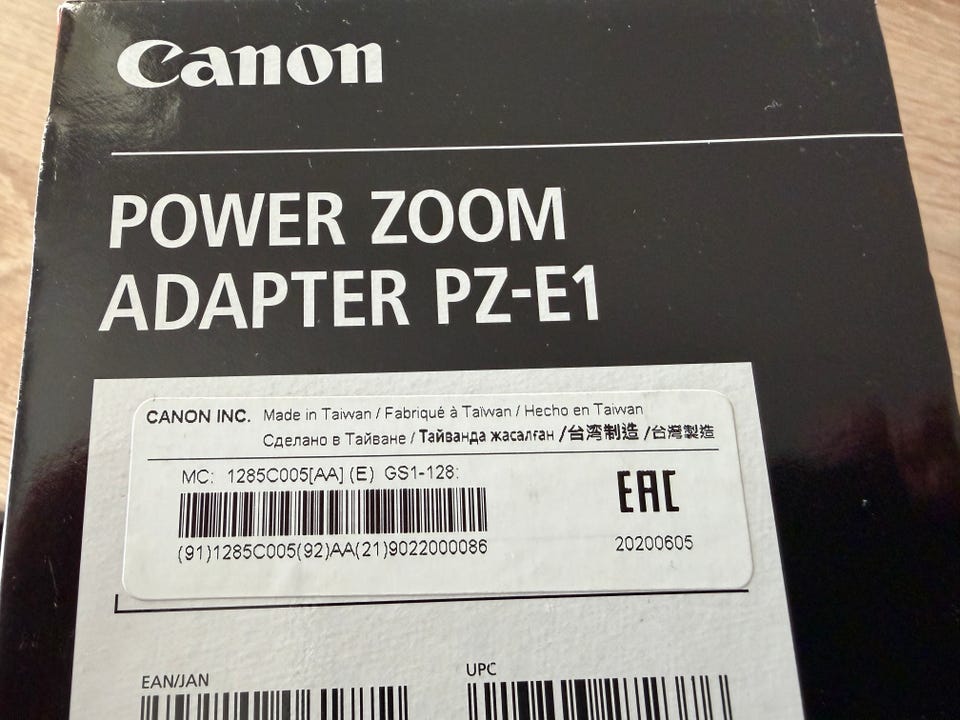 Canon
POWER ZOOM
ADAPTER PZ-E1
CANON INC. Made in Taiwan / Fabriqué à Taïwan / Hecho en Taiwan
Сделано в Тайване / Тайванда жасалған /台湾制造 /台灣製造
MC: 1285C005[AA] (E) GS1-128:
(91)1285C005(92)AA(21)9022000086
EAC
20200605
EAN/JAN
UPC